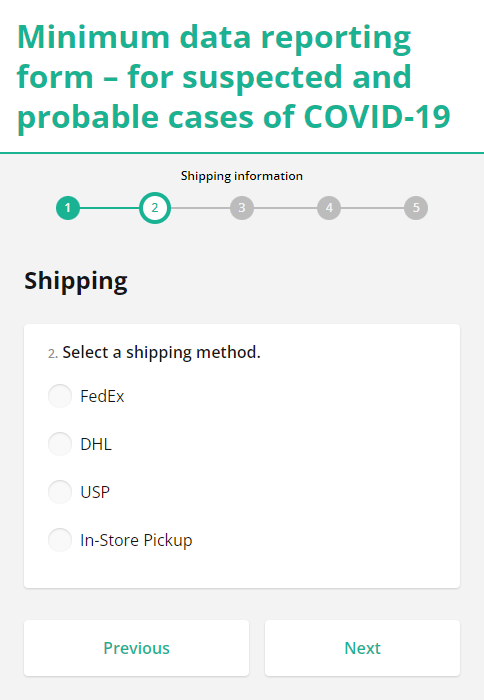 Minimum data reporting
form – for suspected and
probable cases of COVID-19
Shipping information
1 2 3 4 5
Shipping
2. Select a shipping method.
FedEx
DHL
USP
In-Store Pickup
Previous Next